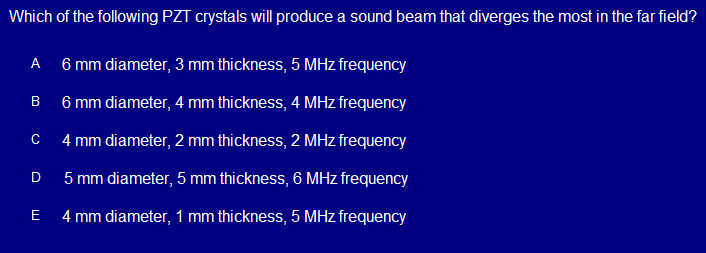 Which of the following PZT crystals will produce a sound beam that diverges the most in the far field?
A 6 mm diameter, 3 mm thickness, 5 MHz frequency
B 6 mm diameter, 4 mm thickness, 4 MHz frequency
C 4 mm diameter, 2 mm thickness, 2 MHz frequency
D 5 mm diameter, 5 mm thickness, 6 MHz frequency
E 4 mm diameter, 1 mm thickness, 5 MHz frequency